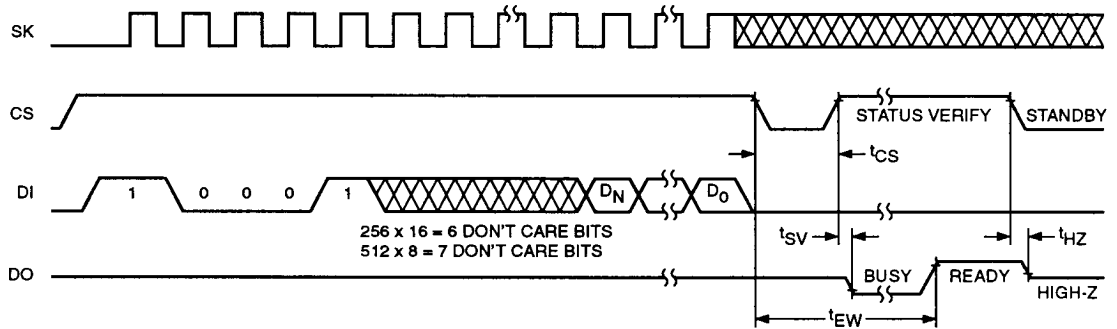 SK
CS
STATUS VERIFY
STANDBY
tCS
DI
1 0 0 0 1 DN D0
256 x 16 = 6 DON'T CARE BITS
512 x 8 = 7 DON'T CARE BITS
tSV
tHZ
DO
BUSY
READY
HIGH-Z
tEW